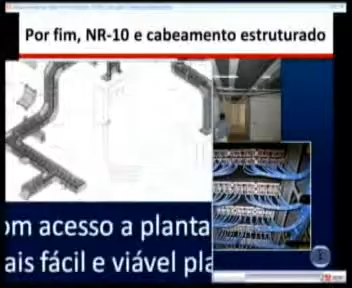 Por fim, NR-10 e cabeamento estruturado
om acesso a planta
ais fácil e viável pla